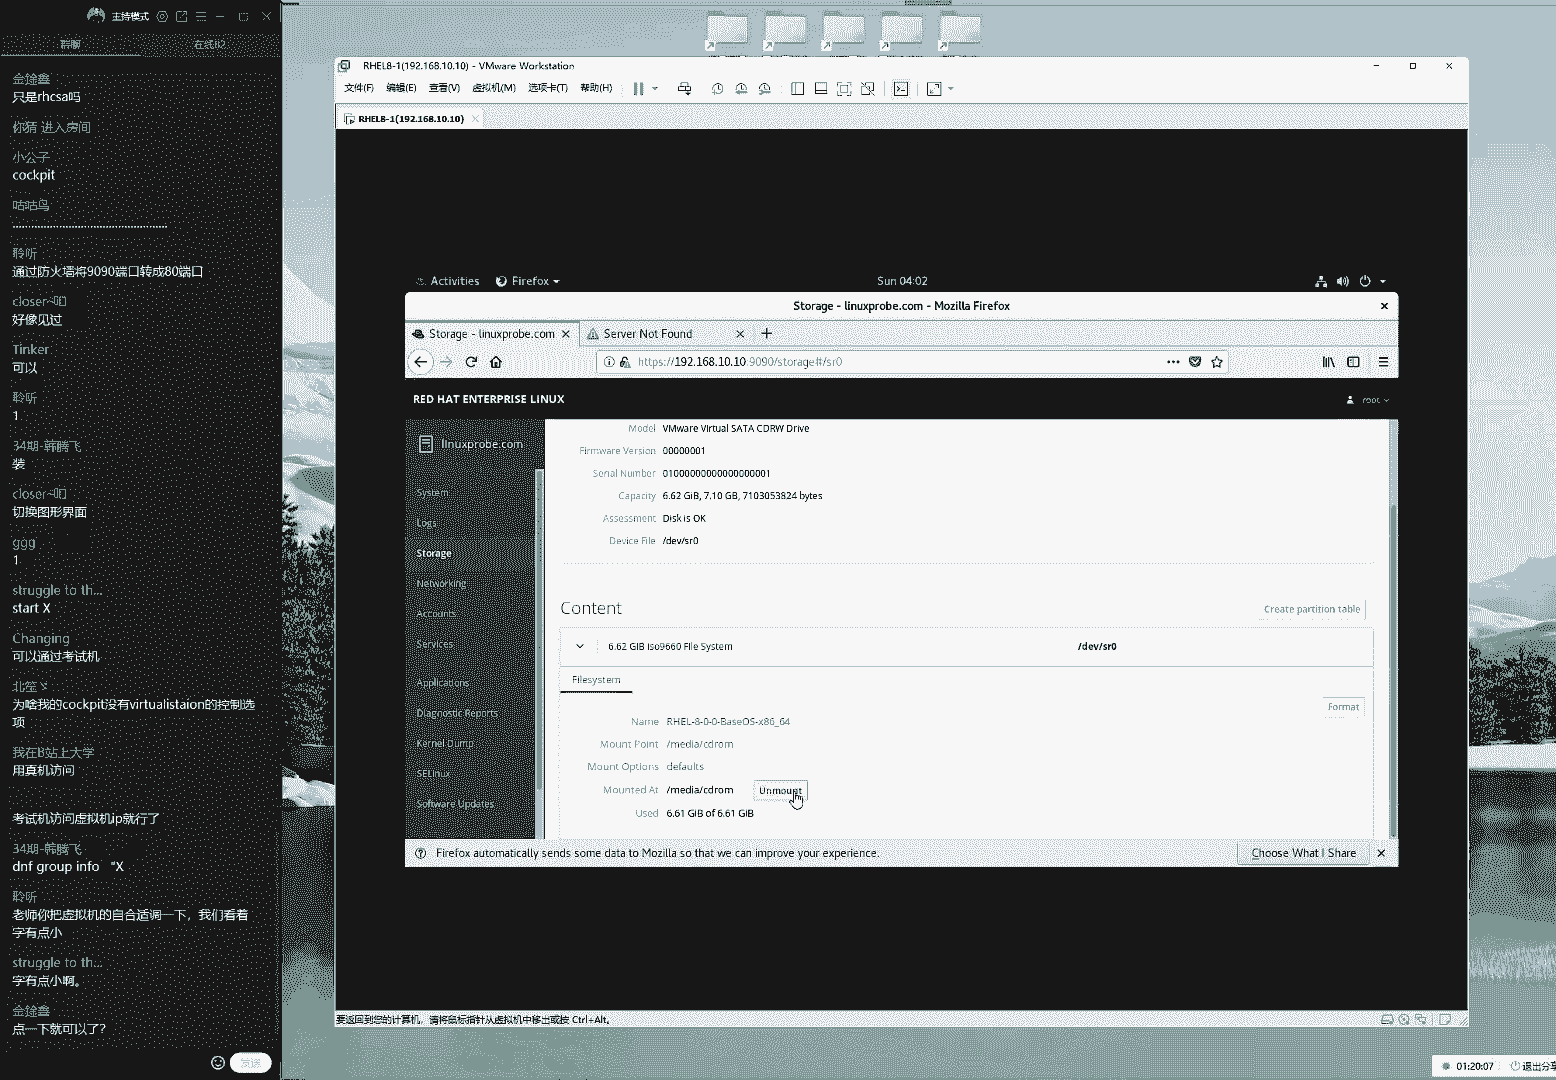 主持模式
群聊
在线82
金鍂鑫
只是rhcsa吗
你猜 进入房间
小公子
cockpit
咕咕鸟
聆听
通过防火墙将9090端口转成80端口
好像见过
Tinker
可以
聆听
1
34期-韩腾飞
装
切换图形界面
ggg
1
struggle to th...
start X
Changing
可以通过考试机
为啥我的cockpit没有virtualistaion的控制选
项
我在B站上大学
用真机访问
考试机访问虚拟机ip就行了
34期-韩腾飞
dnf group info "X
聆听
老师你把虚拟机的自合适调一下，我们看着
字有点小
struggle to th...
字有点小啊。
金鍂鑫
点一下就可以了?
发送
RHEL8-1(192.168.10.10) - VMware Workstation
文件(F) 编辑(E) 查看(V) 虚拟机(M) 选项卡(T) 帮助(H)
RHEL8-1(192.168.10.10)
Activities Firefox Sun 04:02
Storage - linuxprobe.com - Mozilla Firefox
Storage - linuxprobe.com Server Not Found
https://192.168.10.10:9090/storage#/sr0
RED HAT ENTERPRISE LINUX root
linuxprobe.com
System
Logs
Storage
Networking
Accounts
Services
Applications
Diagnostic Reports
Kernel Dump
SELinux
Software Updates
Model VMware Virtual SATA CDRW Drive
Firmware Version 00000001
Serial Number 01000000000000000001
Capacity 6.62 GiB, 7.10 GB, 7103053824 bytes
Assessment Disk is OK
Device File /dev/sr0
Content Create partition table
6.62 GiB iso9660 File System /dev/sr0
Filesystem
Format
Name RHEL-8-0-0-BaseOS-x86_64
Mount Point /media/cdrom
Mount Options defaults
Mounted At /media/cdrom Unmount
Used 6.61 GiB of 6.61 GiB
Firefox automatically sends some data to Mozilla so that we can improve your experience. Choose What I Share
要返回到您的计算机，请将鼠标指针从虚拟机中移出或按 Ctrl+Alt。
01:20:07 退出分享